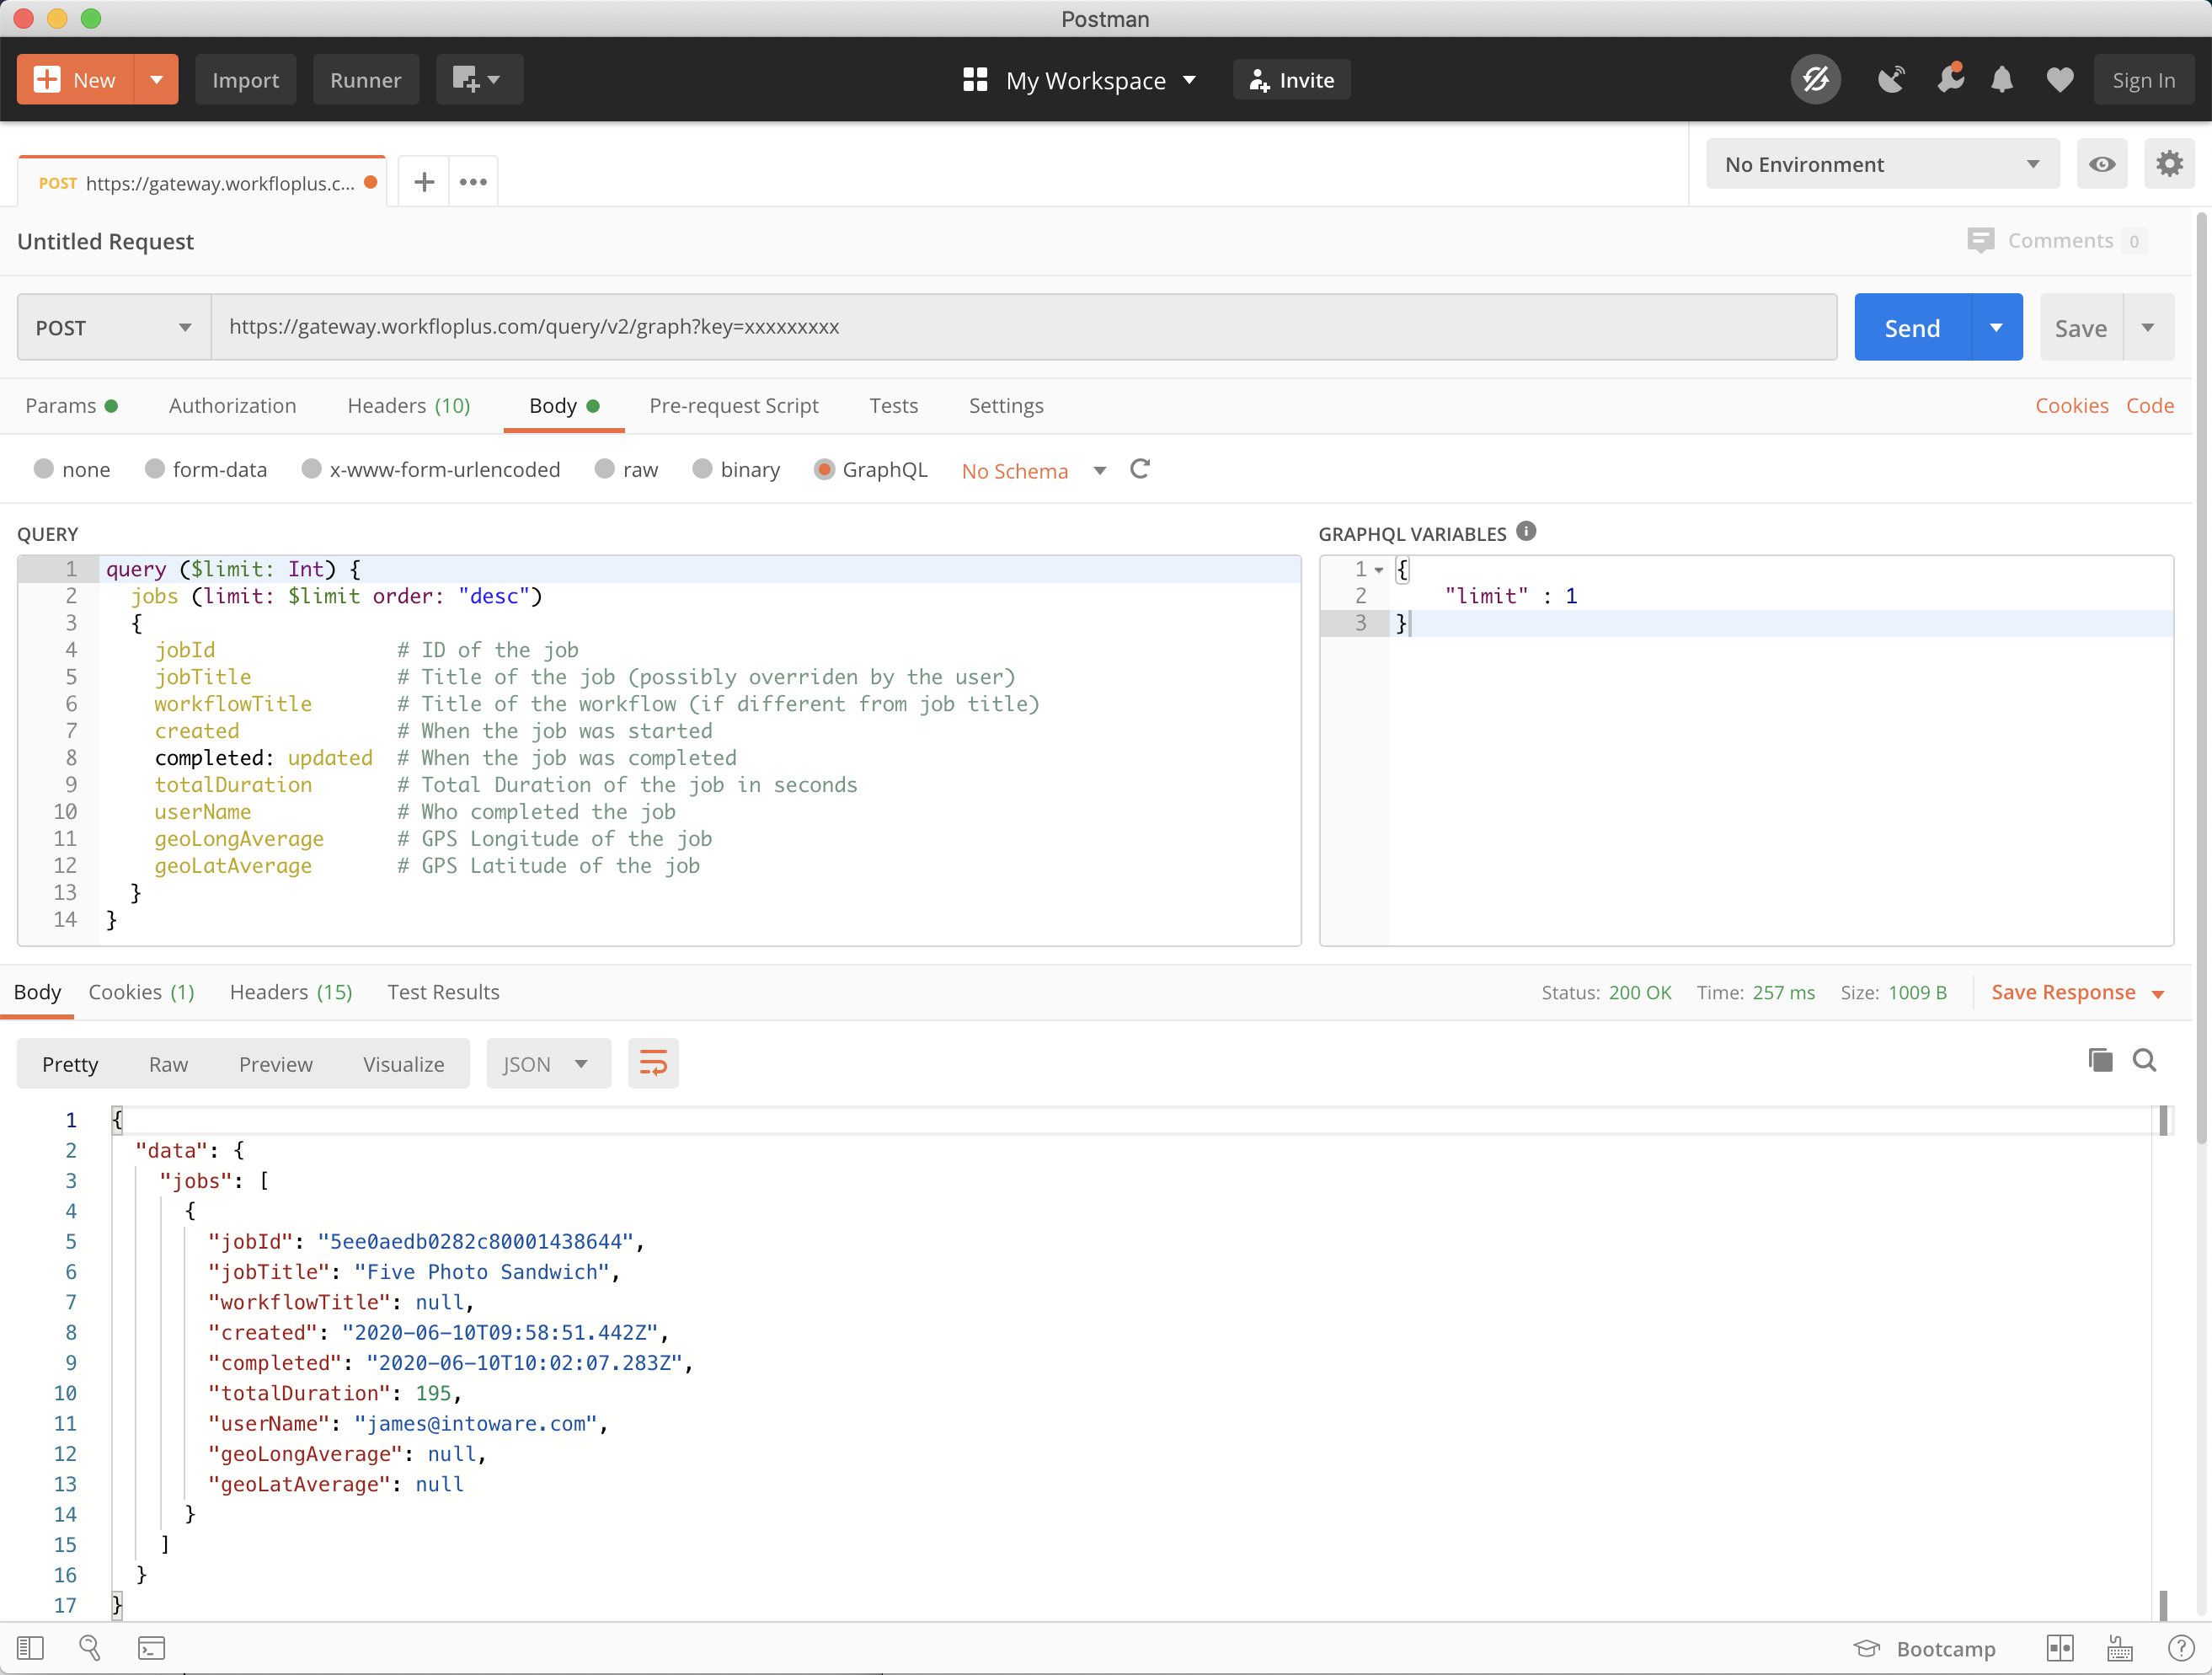 Postman
New Import Runner My Workspace Invite Sign In
POST https://gateway.workfloplus.c... No Environment
Untitled Request Comments 0
POST https://gateway.workfloplus.com/query/v2/graph?key=xxxxxxxxx Send Save
Params Authorization Headers (10) Body Pre-request Script Tests Settings Cookies Code
none form-data x-www-form-urlencoded raw binary GraphQL No Schema
QUERY
1 query ($limit: Int) {
2 jobs (limit: $limit order: "desc")
3 {
4 jobId # ID of the job
5 jobTitle # Title of the job (possibly overriden by the user)
6 workflowTitle # Title of the workflow (if different from job title)
7 created # When the job was started
8 completed: updated # When the job was completed
9 totalDuration # Total Duration of the job in seconds
10 userName # Who completed the job
11 geoLongAverage # GPS Longitude of the job
12 geoLatAverage # GPS Latitude of the job
13 }
14 }
GRAPHQL VARIABLES
1 {
2 "limit" : 1
3 }
Body Cookies (1) Headers (15) Test Results Status: 200 OK Time: 257 ms Size: 1009 B Save Response
Pretty Raw Preview Visualize JSON
1 {
2 "data": {
3 "jobs": [
4 {
5 "jobId": "5ee0aedb0282c80001438644",
6 "jobTitle": "Five Photo Sandwich",
7 "workflowTitle": null,
8 "created": "2020-06-10T09:58:51.442Z",
9 "completed": "2020-06-10T10:02:07.283Z",
10 "totalDuration": 195,
11 "userName": "james@intoware.com",
12 "geoLongAverage": null,
13 "geoLatAverage": null
14 }
15 ]
16 }
17 }
Bootcamp